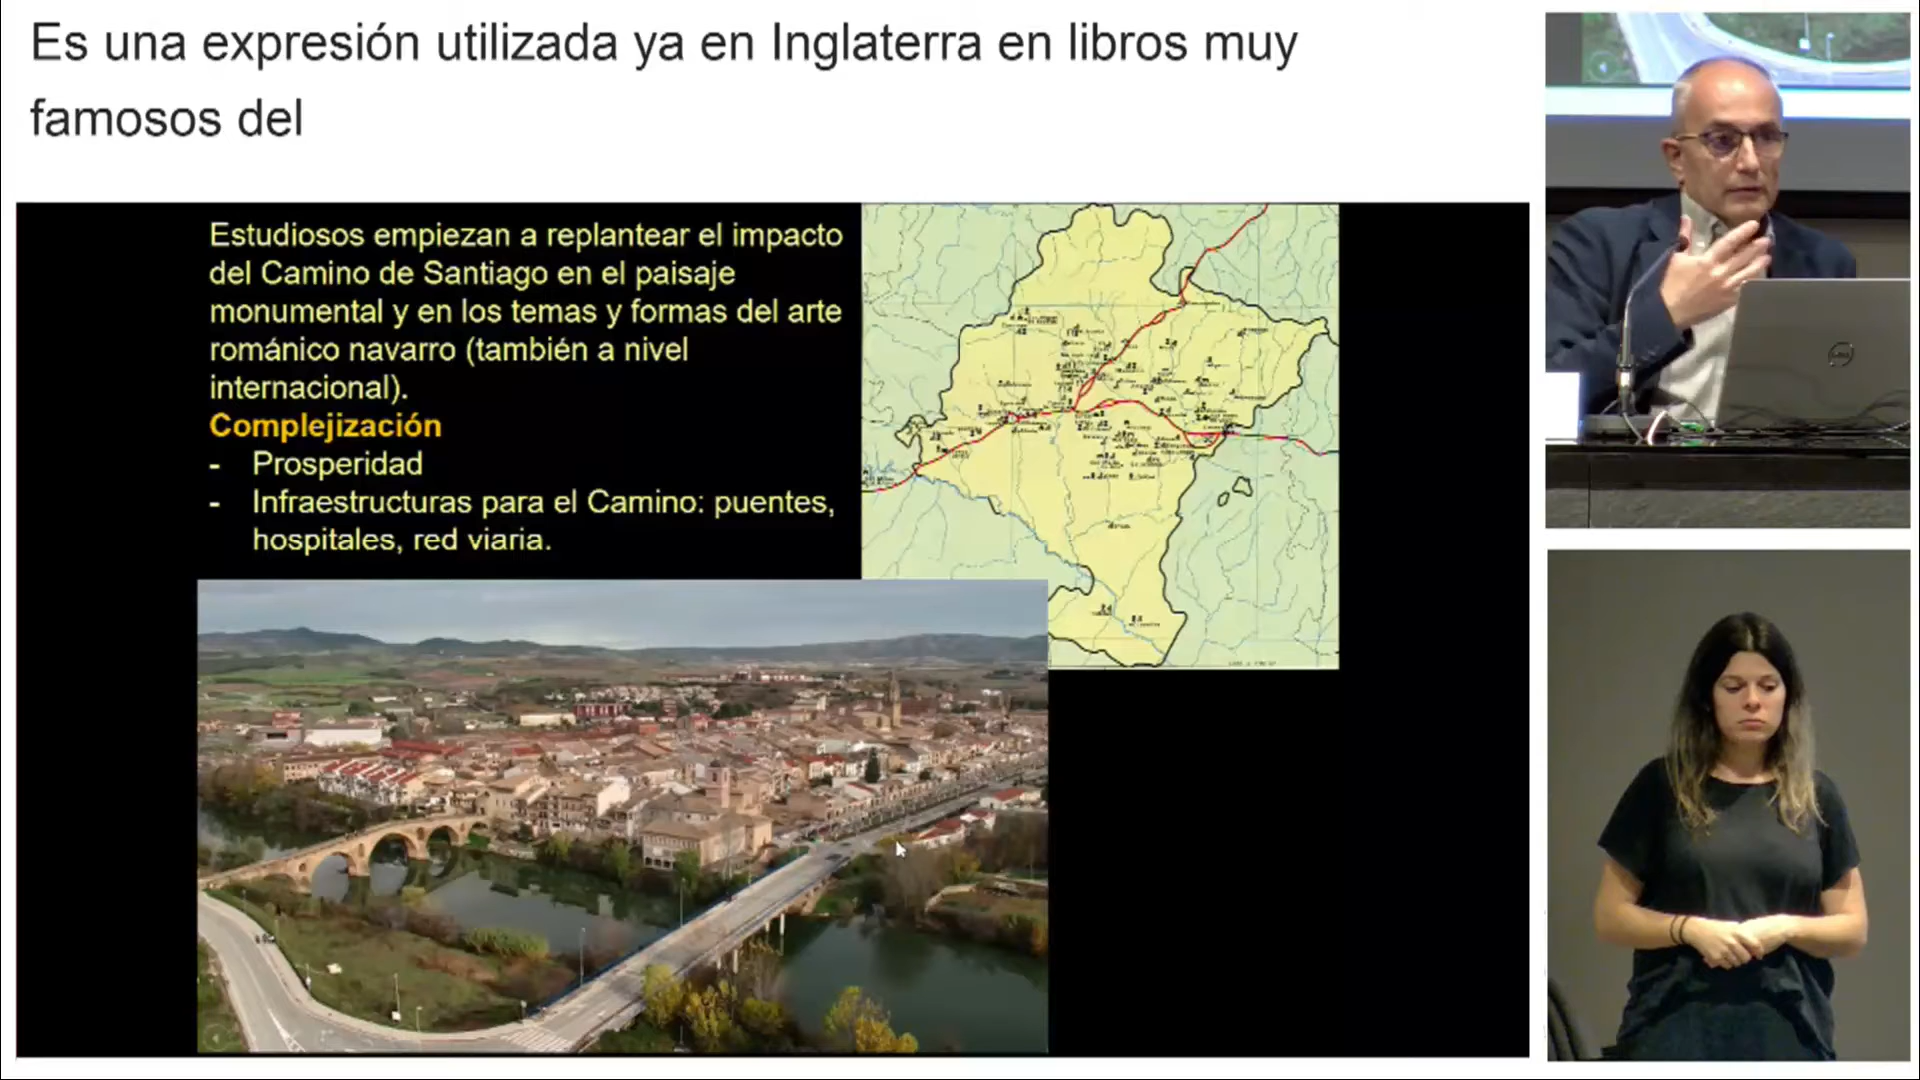 Es una expresión utilizada ya en Inglaterra en libros muy
famosos del
Estudiosos empiezan a replantear el impacto
del Camino de Santiago en el paisaje
monumental y en los temas y formas del arte
románico navarro (también a nivel
internacional).
Complejización
- Prosperidad
- Infraestructuras para el Camino: puentes,
hospitales, red viaria.